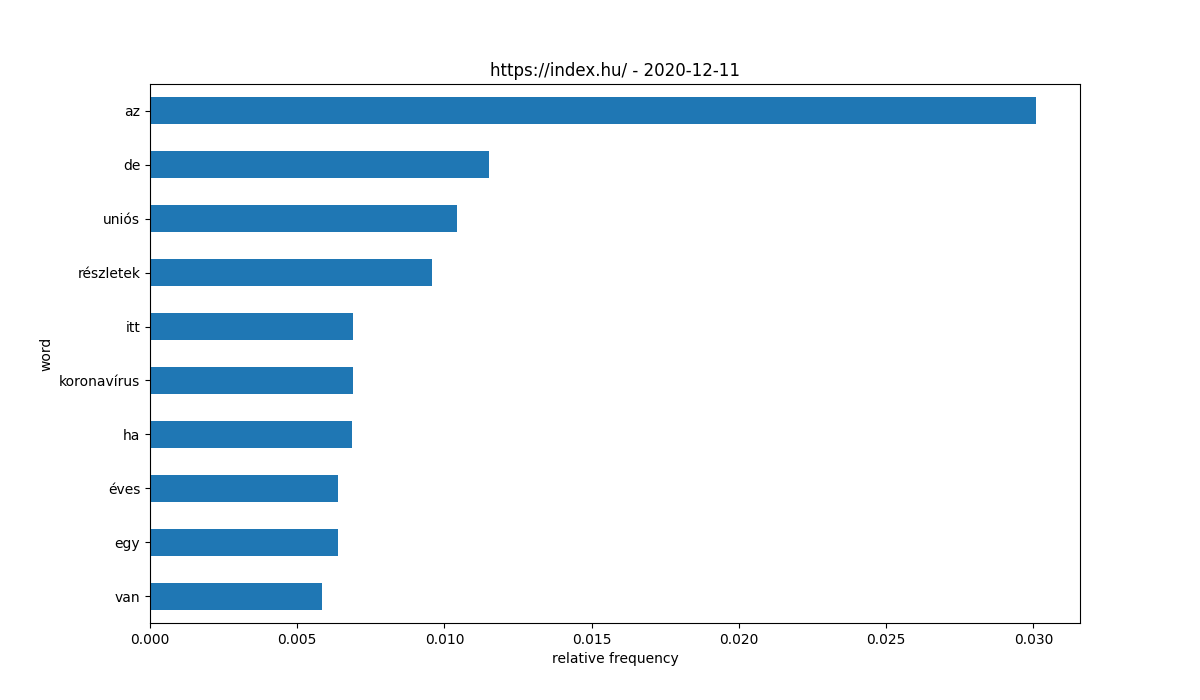 https://index.hu/ - 2020-12-11
az
de
uniós
részletek
itt
koronavírus
ha
éves
egy
van
word
0.000 0.005 0.010 0.015 0.020 0.025 0.030
relative frequency